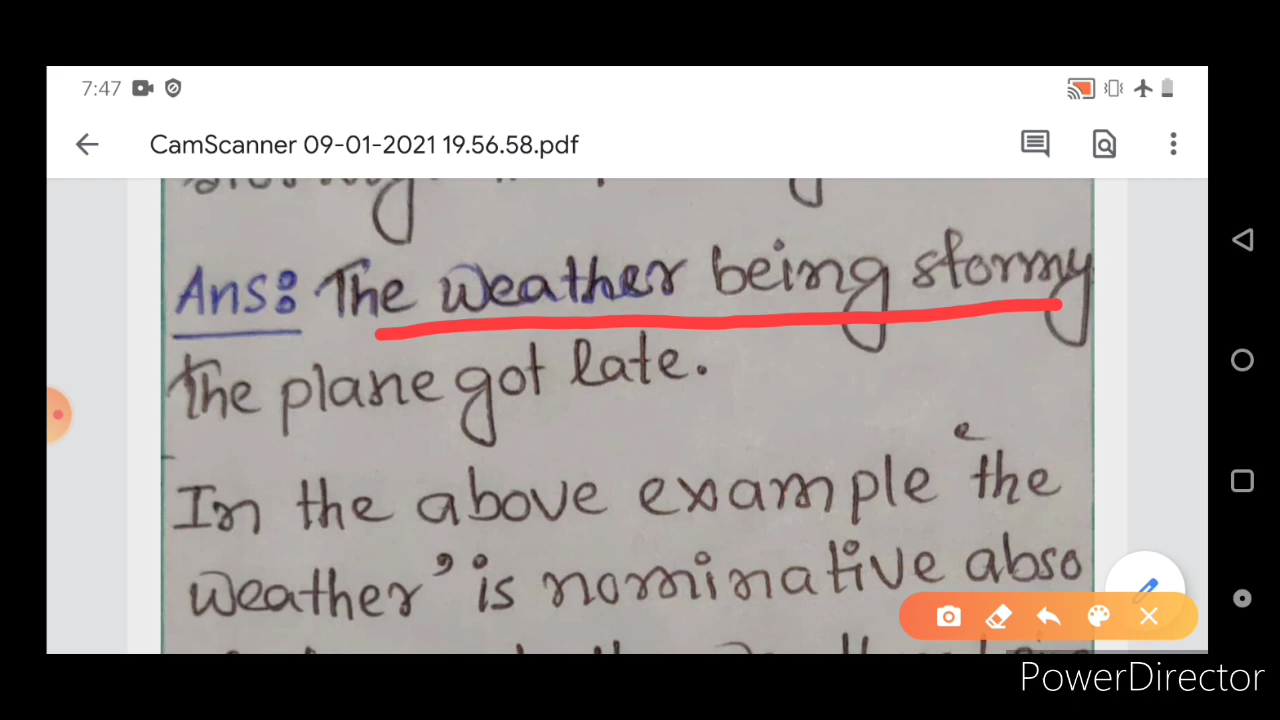 7:47
CamScanner 09-01-2021 19.56.58.pdf
Ans: The weather being stormy
The plane got late.
In the above example 'the
weather' is nominative abso
PowerDirector